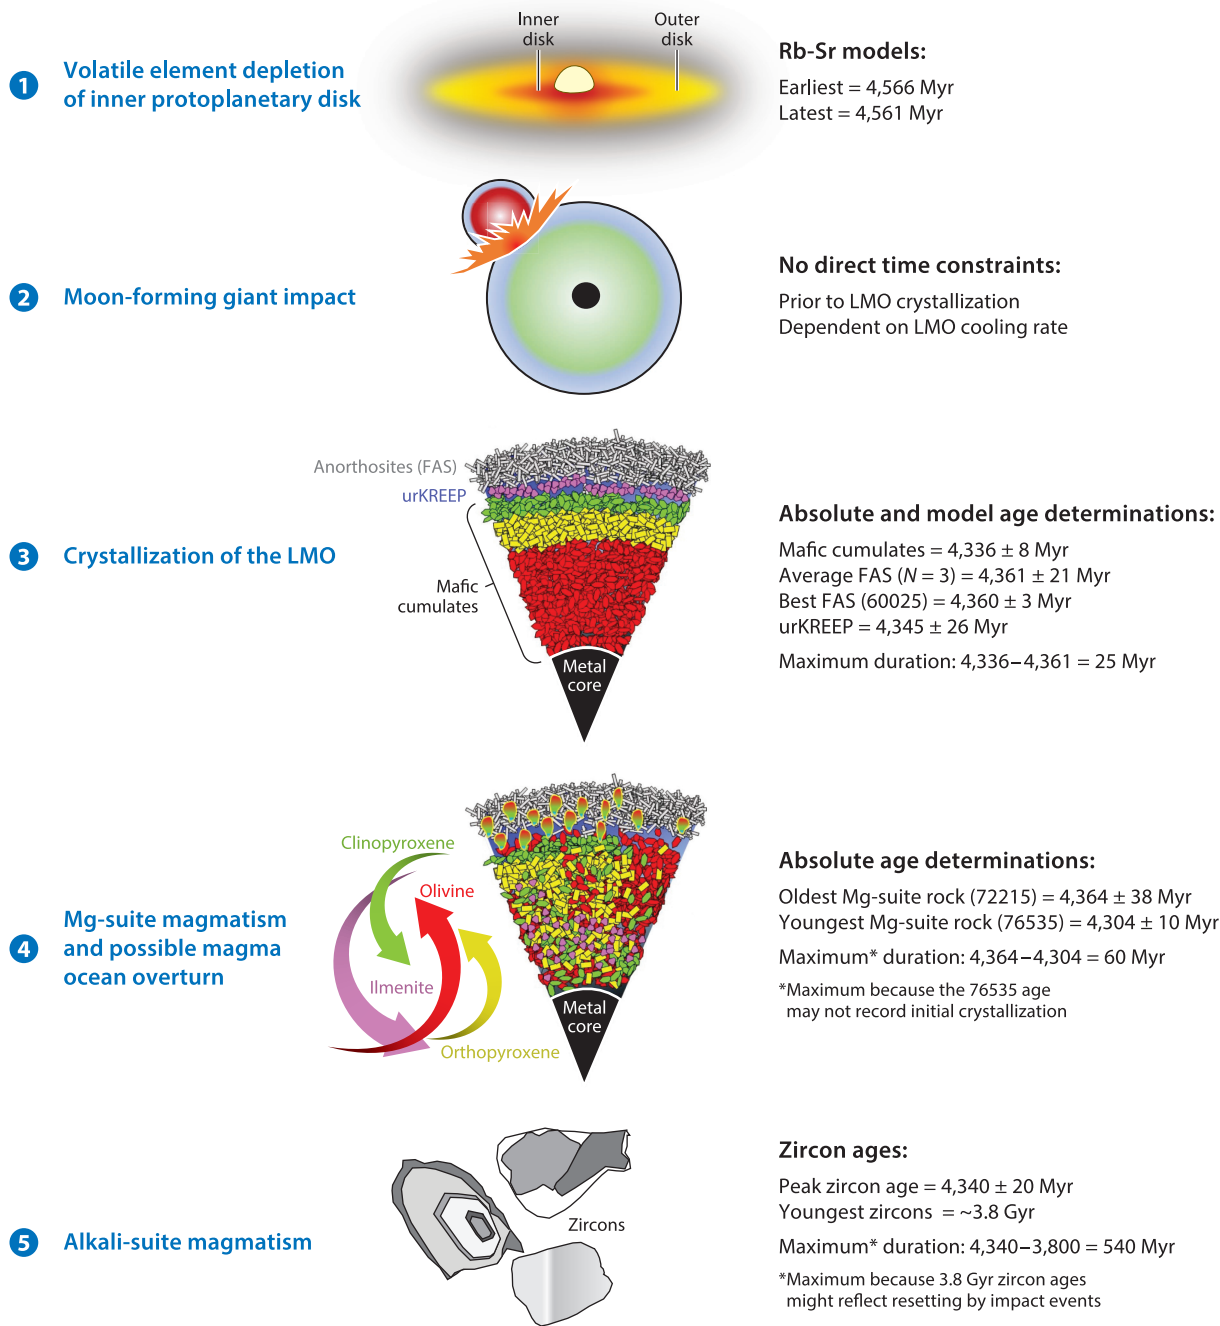 Inner
disk
Outer
disk
1
Volatile element depletion
of inner protoplanetary disk
Rb-Sr models:
Earliest = 4,566 Myr
Latest = 4,561 Myr
2
Moon-forming giant impact
No direct time constraints:
Prior to LMO crystallization
Dependent on LMO cooling rate
3
Crystallization of the LMO
Anorthosites (FAS)
urKREEP
Mafic
cumulates
Metal
core
Absolute and model age determinations:
Mafic cumulates = 4,336 ± 8 Myr
Average FAS (N = 3) = 4,361 ± 21 Myr
Best FAS (60025) = 4,360 ± 3 Myr
urKREEP = 4,345 ± 26 Myr
Maximum duration: 4,336–4,361 = 25 Myr
4
Mg-suite magmatism
and possible magma
ocean overturn
Clinopyroxene
Olivine
Ilmenite
Orthopyroxene
Metal
core
Absolute age determinations:
Oldest Mg-suite rock (72215) = 4,364 ± 38 Myr
Youngest Mg-suite rock (76535) = 4,304 ± 10 Myr
Maximum* duration: 4,364–4,304 = 60 Myr
*Maximum because the 76535 age
may not record initial crystallization
5
Alkali-suite magmatism
Zircons
Zircon ages:
Peak zircon age = 4,340 ± 20 Myr
Youngest zircons = ~3.8 Gyr
Maximum* duration: 4,340–3,800 = 540 Myr
*Maximum because 3.8 Gyr zircon ages
might reflect resetting by impact events